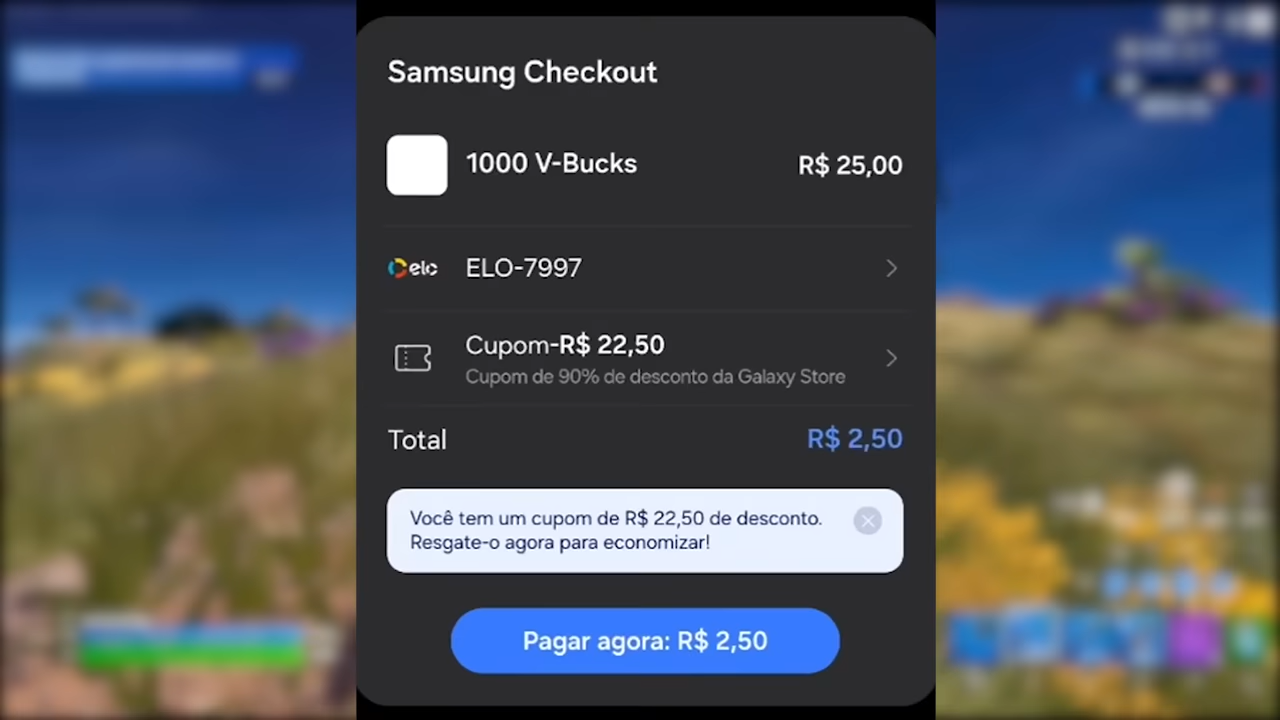 Samsung Checkout
1000 V-Bucks R$ 25,00
elo ELO-7997
Cupom-R$ 22,50
Cupom de 90% de desconto da Galaxy Store
Total R$ 2,50
Você tem um cupom de R$ 22,50 de desconto.
Resgate-o agora para economizar!
Pagar agora: R$ 2,50